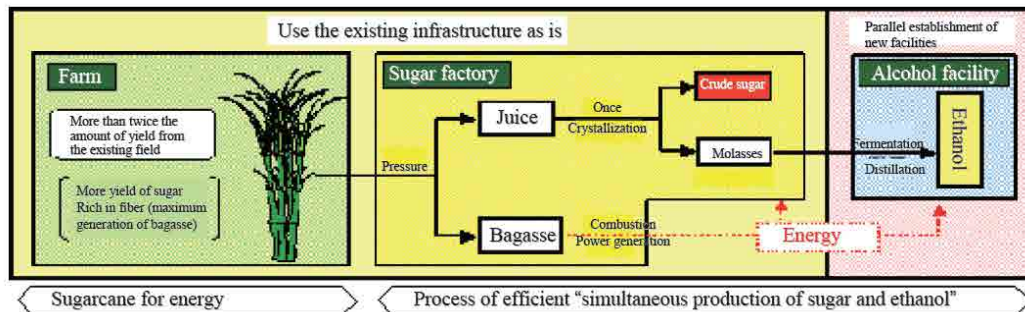 Use the existing infrastructure as is
Parallel establishment of
new facilities
Farm
More than twice the
amount of yield from
the existing field
More yield of sugar
Rich in fiber (maximum
generation of bagasse)
Sugar factory
Pressure
Juice
Once
Crystallization
Crude sugar
Molasses
Bagasse
Combustion
Power generation
Energy
Alcohol facility
Fermentation
Distillation
Ethanol
Sugarcane for energy
Process of efficient “simultaneous production of sugar and ethanol”